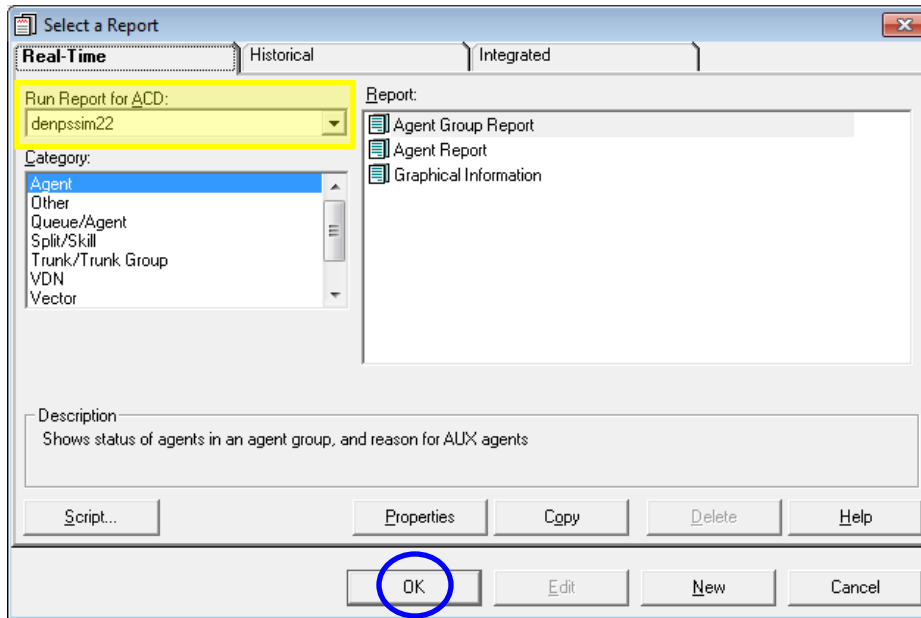 Select a Report
Real-Time
Historical
Integrated
Run Report for ACD:
denpssim22
Category:
Agent
Other
Queue/Agent
Split/Skill
Trunk/Trunk Group
VDN
Vector
Report:
Agent Group Report
Agent Report
Graphical Information
Description
Shows status of agents in an agent group, and reason for AUX agents
Script...
Properties
Copy
Delete
Help
OK
Edit
New
Cancel